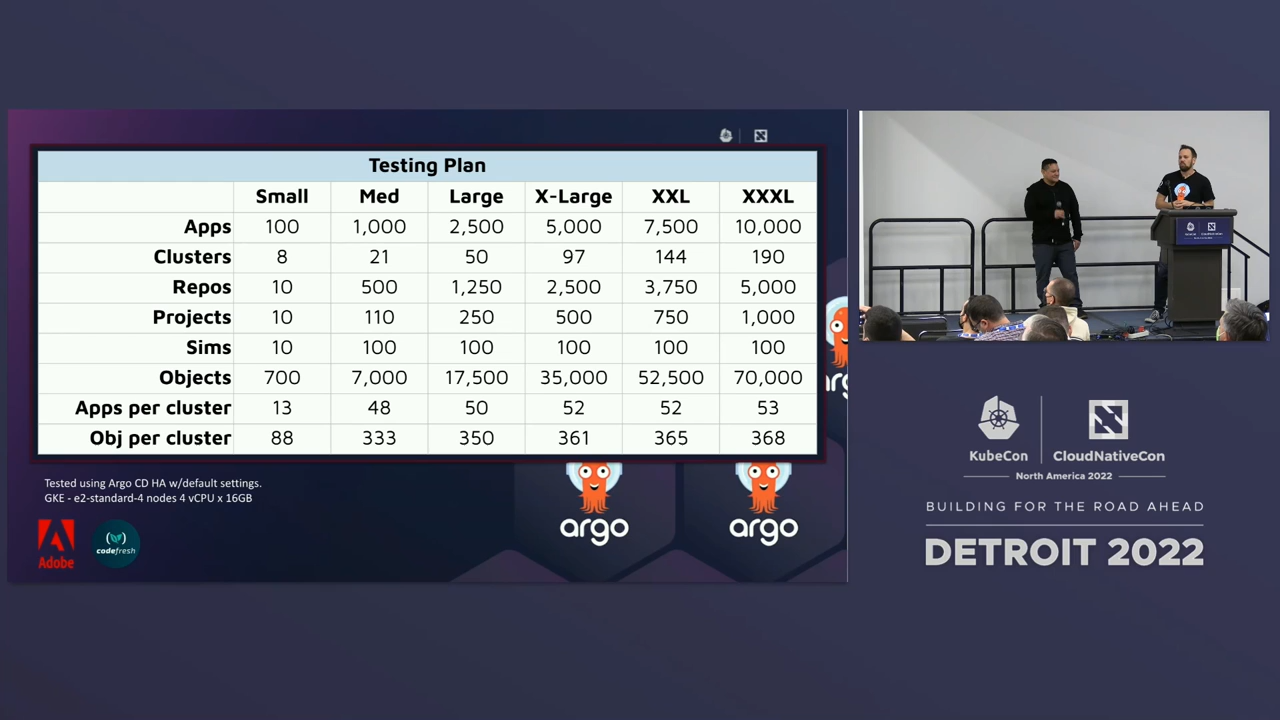 Testing Plan
Small Med Large X-Large XXL XXXL
Apps 100 1,000 2,500 5,000 7,500 10,000
Clusters 8 21 50 97 144 190
Repos 10 500 1,250 2,500 3,750 5,000
Projects 10 110 250 500 750 1,000
Sims 10 100 100 100 100 100
Objects 700 7,000 17,500 35,000 52,500 70,000
Apps per cluster 13 48 50 52 52 53
Obj per cluster 88 333 350 361 365 368
Tested using Argo CD HA w/default settings.
GKE - e2-standard-4 nodes 4 vCPU x 16GB
Adobe
codefresh
argo
argo
KubeCon
CloudNativeCon
North America 2022
BUILDING FOR THE ROAD AHEAD
DETROIT 2022